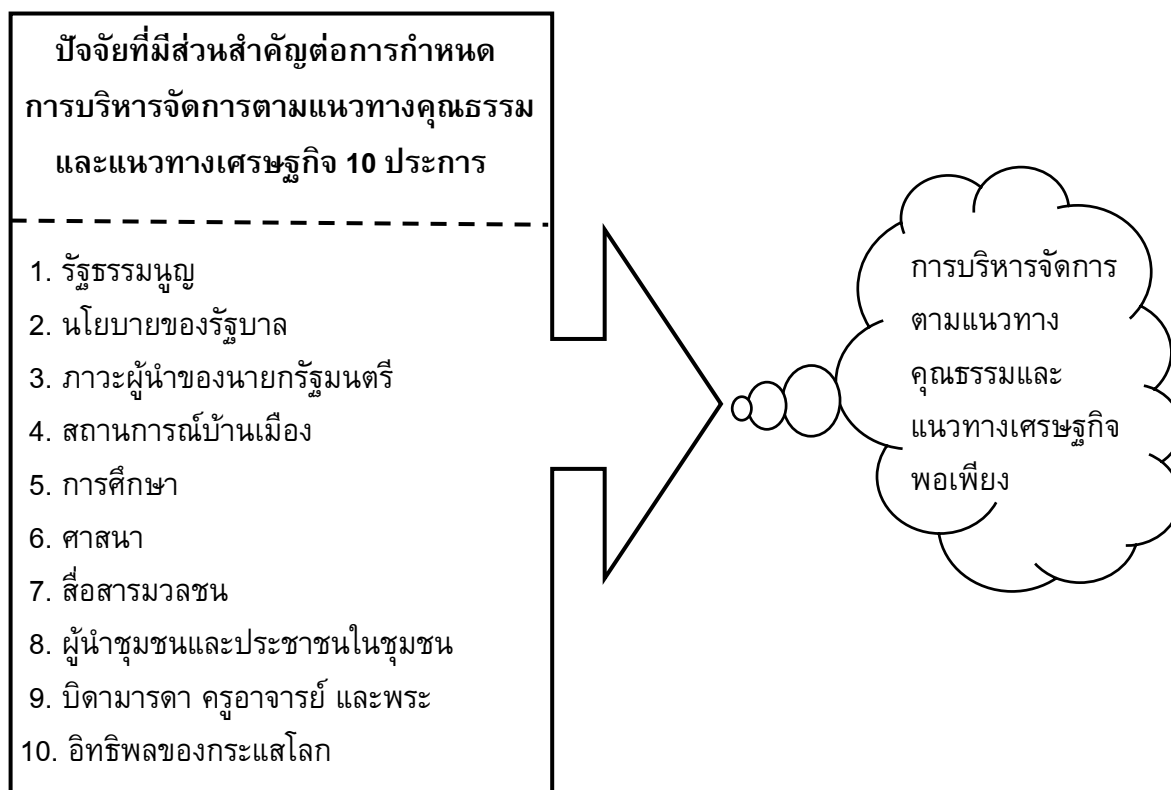 ปัจจัยที่มีส่วนสำคัญต่อการกำหนด
การบริหารจัดการตามแนวทางคุณธรรม
และแนวทางเศรษฐกิจ 10 ประการ
1. รัฐธรรมนูญ
2. นโยบายของรัฐบาล
3. ภาวะผู้นำของนายกรัฐมนตรี
4. สถานการณ์บ้านเมือง
5. การศึกษา
6. ศาสนา
7. สื่อสารมวลชน
8. ผู้นำชุมชนและประชาชนในชุมชน
9. บิดามารดา ครูอาจารย์ และพระ
10. อิทธิพลของกระแสโลก
การบริหารจัดการ
ตามแนวทาง
คุณธรรมและ
แนวทางเศรษฐกิจ
พอเพียง